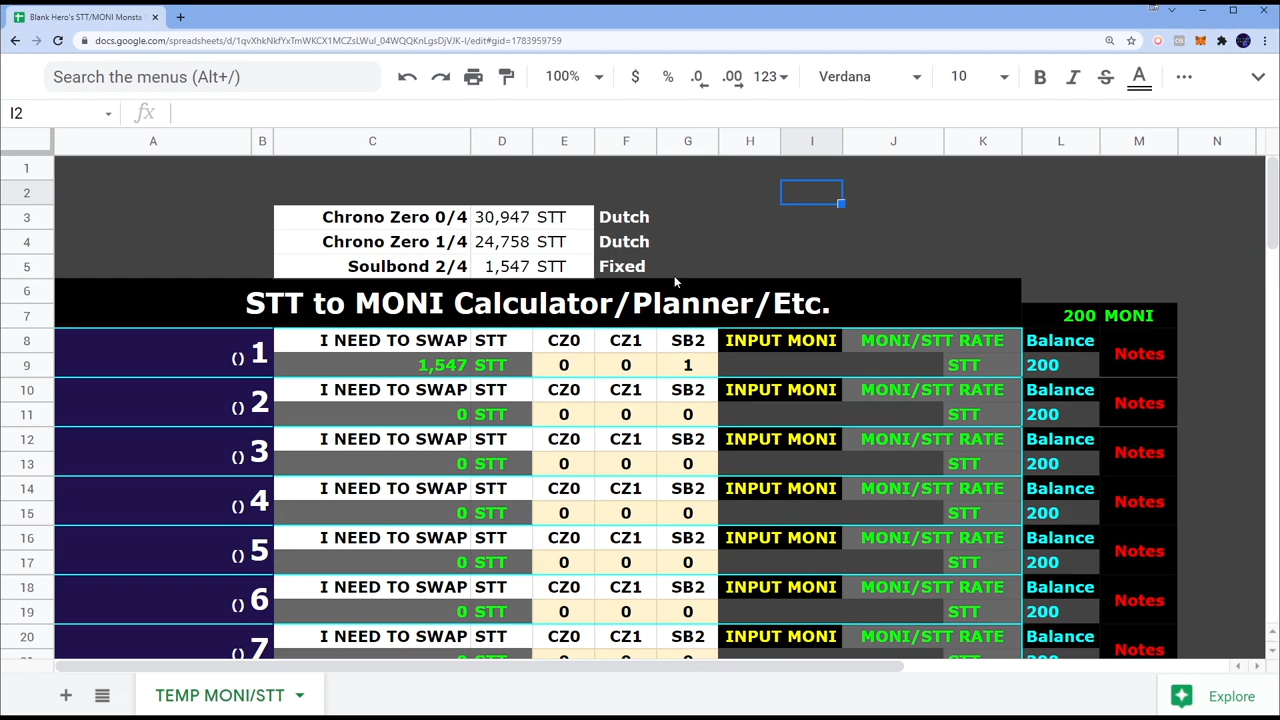 Blank Hero's STT/MONI Monsta
docs.google.com/spreadsheets/d/1qvXhkNkfYxTmWKCX1MCZsLWuI_04WQQKnLgsDjVJK-I/edit#gid=1783959759
Search the menus (Alt+/) 100% $ % .0 .00 123 Verdana 10 B I S A
I2 fx
A B C D E F G H I J K L M N
1
2
3 Chrono Zero 0/4 30,947 STT Dutch
4 Chrono Zero 1/4 24,758 STT Dutch
5 Soulbond 2/4 1,547 STT Fixed
6 STT to MONI Calculator/Planner/Etc.
7 200 MONI
8 () 1 I NEED TO SWAP STT CZ0 CZ1 SB2 INPUT MONI MONI/STT RATE Balance Notes
9 1,547 STT 0 0 1 STT 200
10 () 2 I NEED TO SWAP STT CZ0 CZ1 SB2 INPUT MONI MONI/STT RATE Balance Notes
11 0 STT 0 0 0 STT 200
12 () 3 I NEED TO SWAP STT CZ0 CZ1 SB2 INPUT MONI MONI/STT RATE Balance Notes
13 0 STT 0 0 0 STT 200
14 () 4 I NEED TO SWAP STT CZ0 CZ1 SB2 INPUT MONI MONI/STT RATE Balance Notes
15 0 STT 0 0 0 STT 200
16 () 5 I NEED TO SWAP STT CZ0 CZ1 SB2 INPUT MONI MONI/STT RATE Balance Notes
17 0 STT 0 0 0 STT 200
18 () 6 I NEED TO SWAP STT CZ0 CZ1 SB2 INPUT MONI MONI/STT RATE Balance Notes
19 0 STT 0 0 0 STT 200
20 () 7 I NEED TO SWAP STT CZ0 CZ1 SB2 INPUT MONI MONI/STT RATE Balance Notes
TEMP MONI/STT Explore